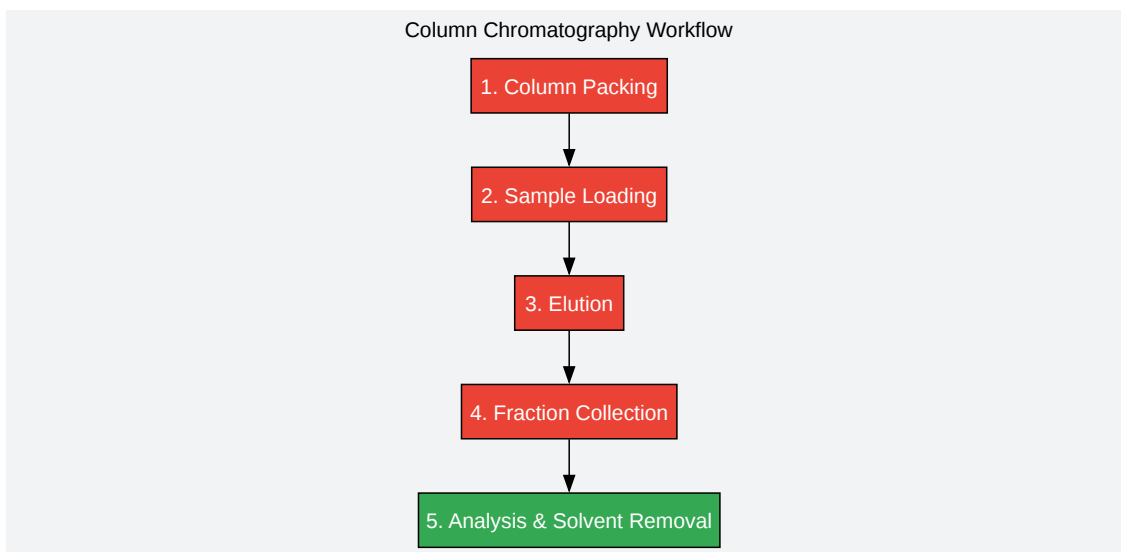 Column Chromatography Workflow
1. Column Packing
2. Sample Loading
3. Elution
4. Fraction Collection
5. Analysis & Solvent Removal